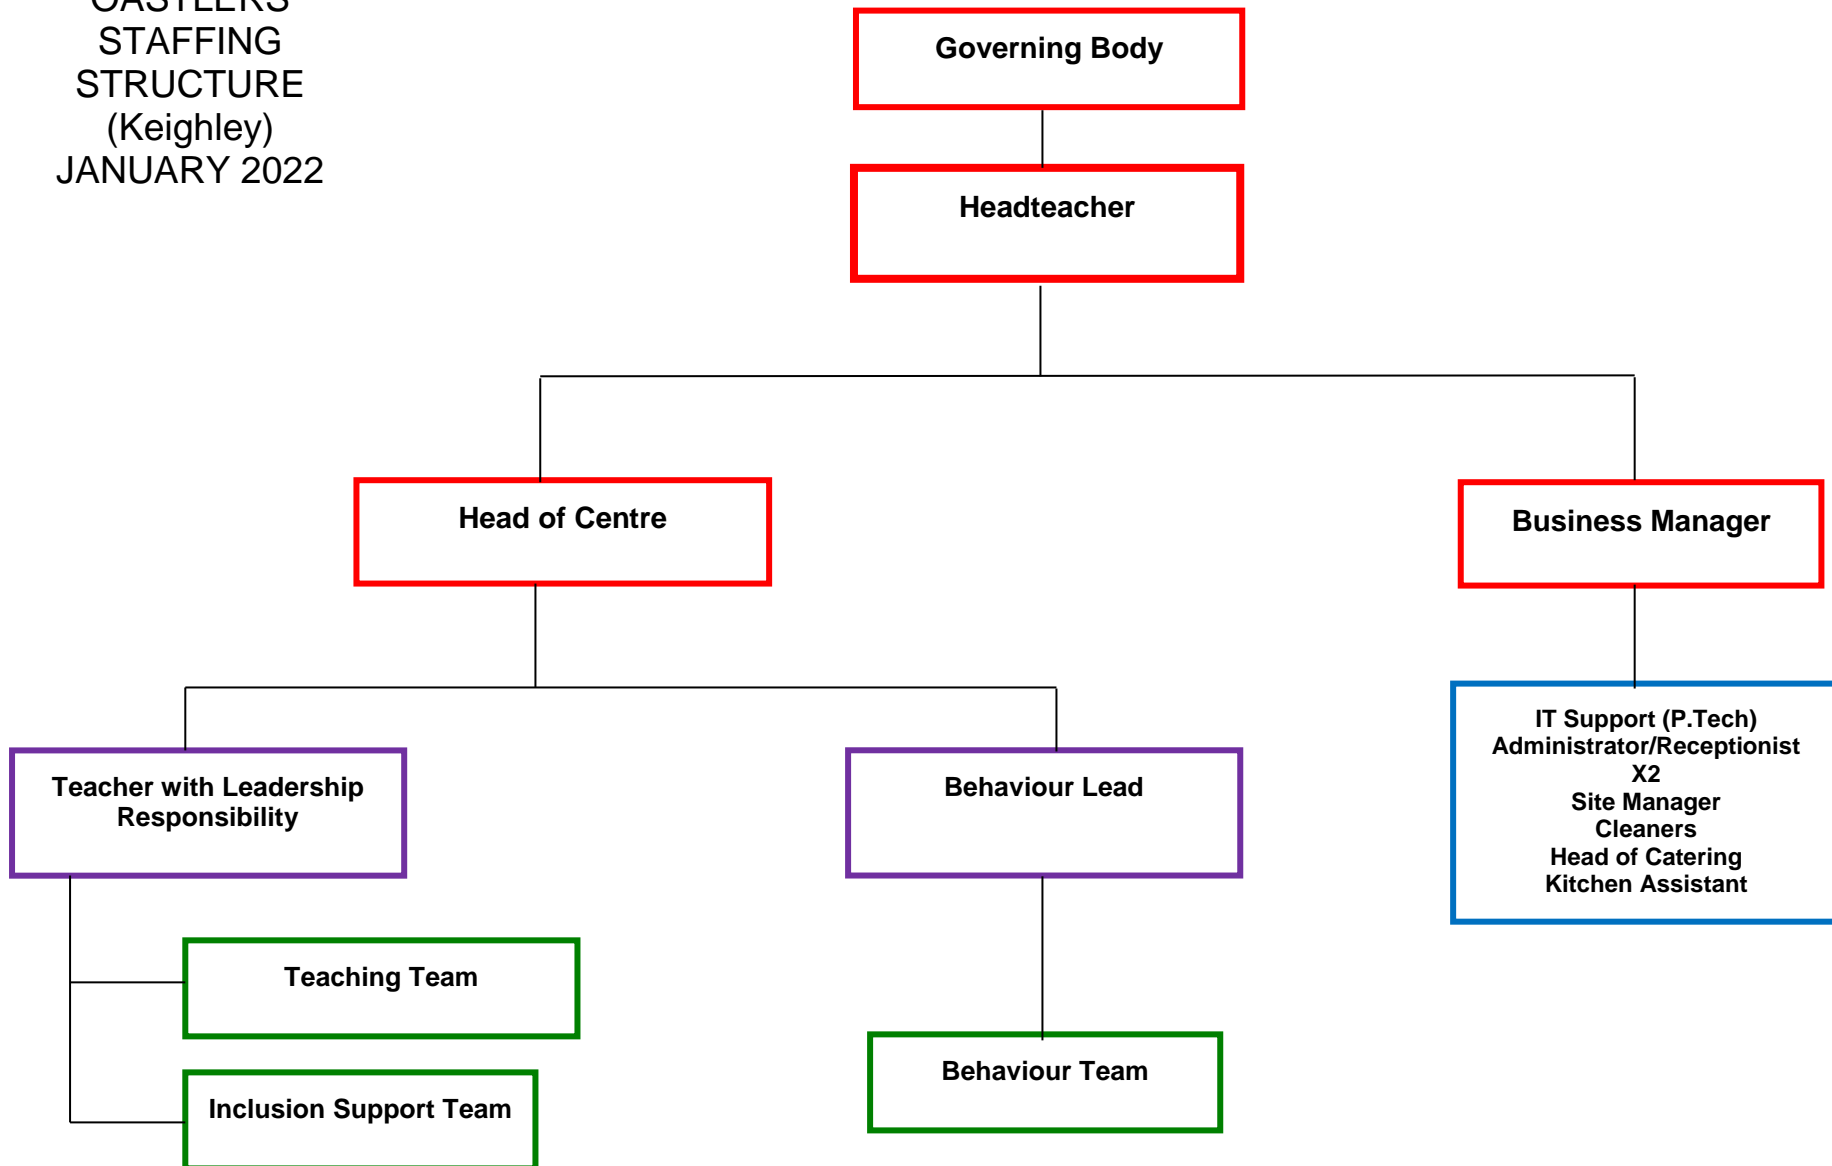 OASTLERS
STAFFING
STRUCTURE
(Keighley)
JANUARY 2022
Governing Body
Headteacher
Head of Centre
Business Manager
Teacher with Leadership
Responsibility
Behaviour Lead
IT Support (P.Tech)
Administrator/Receptionist
X2
Site Manager
Cleaners
Head of Catering
Kitchen Assistant
Teaching Team
Behaviour Team
Inclusion Support Team